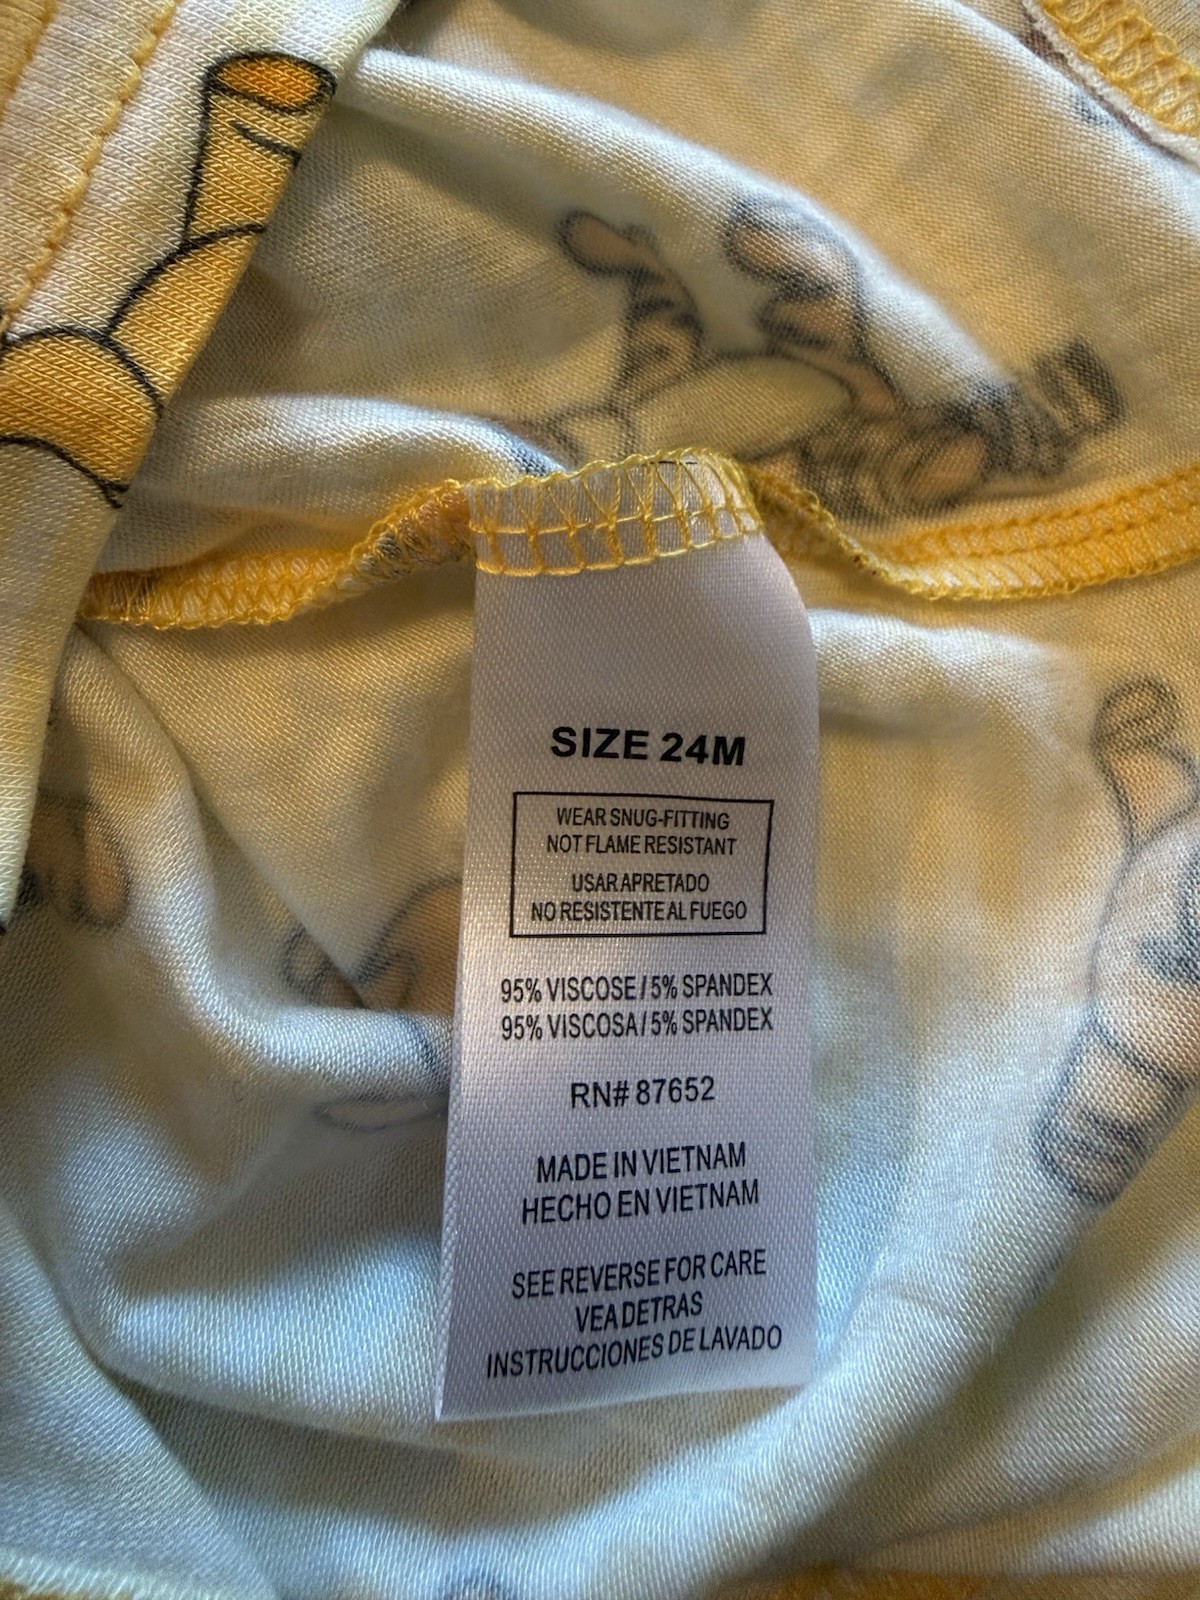 SIZE 24M
WEAR SNUG-FITTING
NOT FLAME RESISTANT
USAR APRETADO
NO RESISTENTE AL FUEGO
95% VISCOSE / 5% SPANDEX
95% VISCOSA / 5% SPANDEX
RN# 87652
MADE IN VIETNAM
HECHO EN VIETNAM
SEE REVERSE FOR CARE
VEA DETRAS
INSTRUCCIONES DE LAVADO